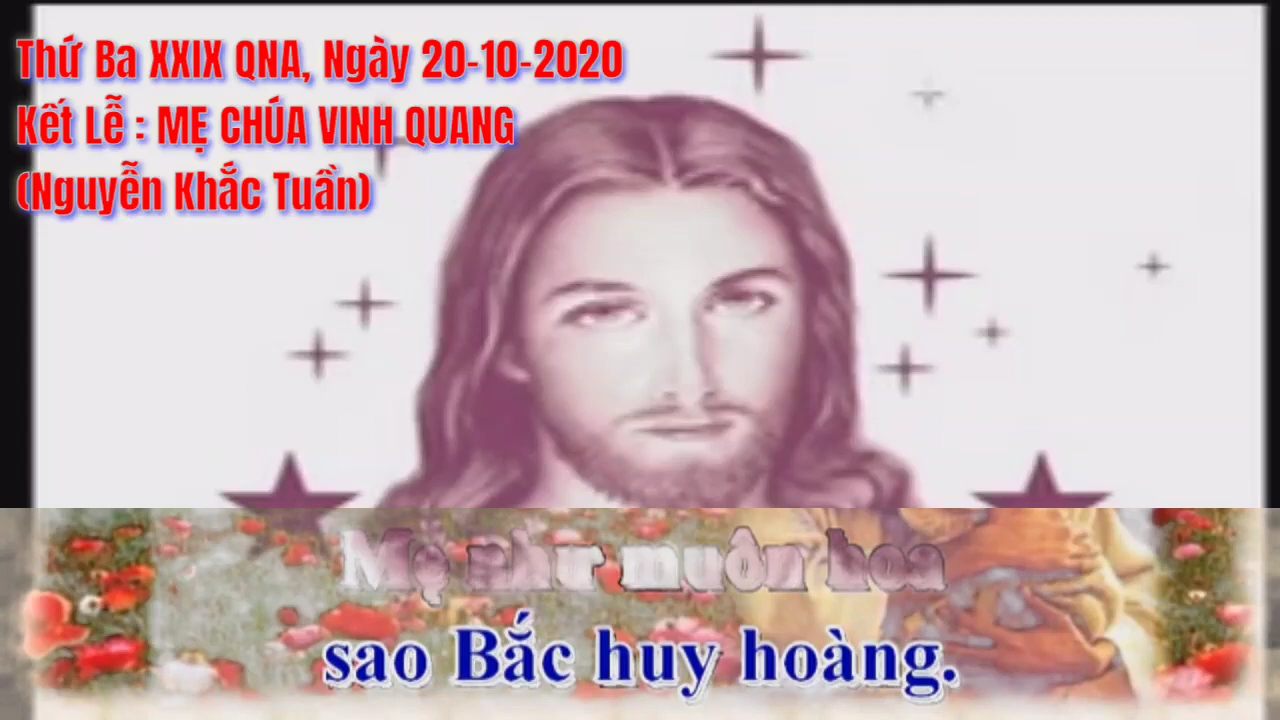 Thứ Ba XXIX QNA, Ngày 20-10-2020
Kết Lễ : MẸ CHÚA VINH QUANG
(Nguyễn Khắc Tuần)
Mẹ như muôn hoa
sao Bắc huy hoàng.